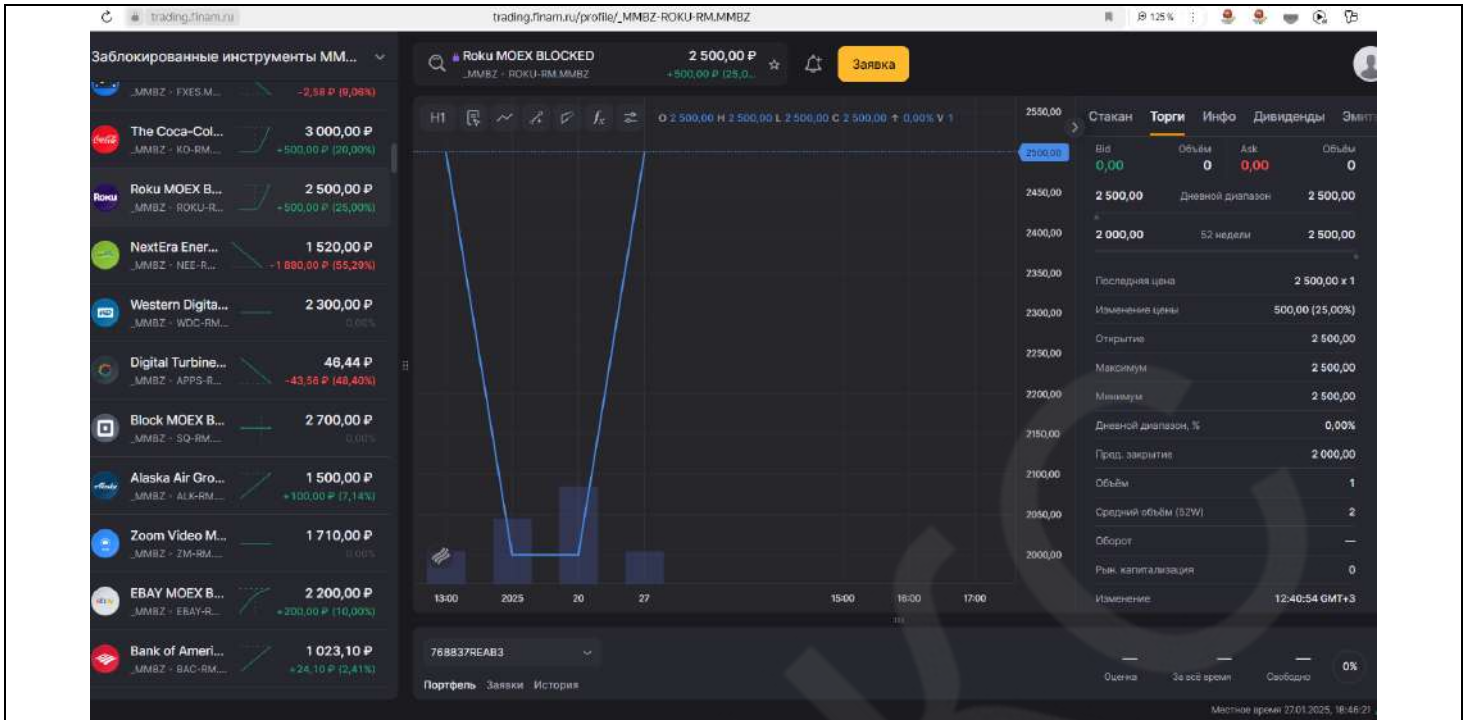 trading.finam.ru
trading.finam.ru/profile/_MMBZ-ROKU-RM.MMBZ
125 %
Заблокированные инструменты ММ...
_MMBZ - FXES.M...
-2,58 ₽ (9,06%)
The Coca-Col...
3 000,00 ₽
_MMBZ - KO-RM....
+500,00 ₽ (20,00%)
Roku MOEX B...
2 500,00 ₽
_MMBZ - ROKU-R...
+500,00 ₽ (25,00%)
NextEra Ener...
1 520,00 ₽
_MMBZ - NEE-R...
-1 880,00 ₽ (55,29%)
Western Digita...
2 300,00 ₽
_MMBZ - WDC-RM...
0,00%
Digital Turbine...
46,44 ₽
_MMBZ - APPS-R...
-43,56 ₽ (48,40%)
Block MOEX B...
2 700,00 ₽
_MMBZ - SQ-RM....
0,00%
Alaska Air Gro...
1 500,00 ₽
_MMBZ - ALK-RM....
+100,00 ₽ (7,14%)
Zoom Video M...
1 710,00 ₽
_MMBZ - ZM-RM....
0,00%
EBAY MOEX B...
2 200,00 ₽
_MMBZ - EBAY-R...
+200,00 ₽ (10,00%)
Bank of Ameri...
1 023,10 ₽
_MMBZ - BAC-RM....
+24,10 ₽ (2,41%)
Roku MOEX BLOCKED
2 500,00 ₽
_MMBZ - ROKU-RM.MMBZ
+500,00 ₽ (25,0...
Заявка
H1
O 2 500,00 H 2 500,00 L 2 500,00 C 2 500,00 ↑ 0,00% V 1
2550,00
2500,00
2450,00
2400,00
2350,00
2300,00
2250,00
2200,00
2150,00
2100,00
2050,00
2000,00
13:00 2025 20 27 15:00 16:00 17:00
768837REAB3
Портфель Заявки История
Стакан Торги Инфо Дивиденды
Bid Объём Ask Объём
0,00 0 0,00 0
2 500,00 Дневной диапазон 2 500,00
2 000,00 52 недели 2 500,00
Последняя цена 2 500,00 x 1
Изменение цены 500,00 (25,00%)
Открытие 2 500,00
Максимум 2 500,00
Минимум 2 500,00
Дневной диапазон, % 0,00%
Пред. закрытие 2 000,00
Объём 1
Средний объём (52W) 2
Оборот —
Рын. капитализация 0
Изменение 12:40:54 GMT+3
— — — 0%
Оценка За всё время Свободно
Местное время 27.01.2025, 18:46:21